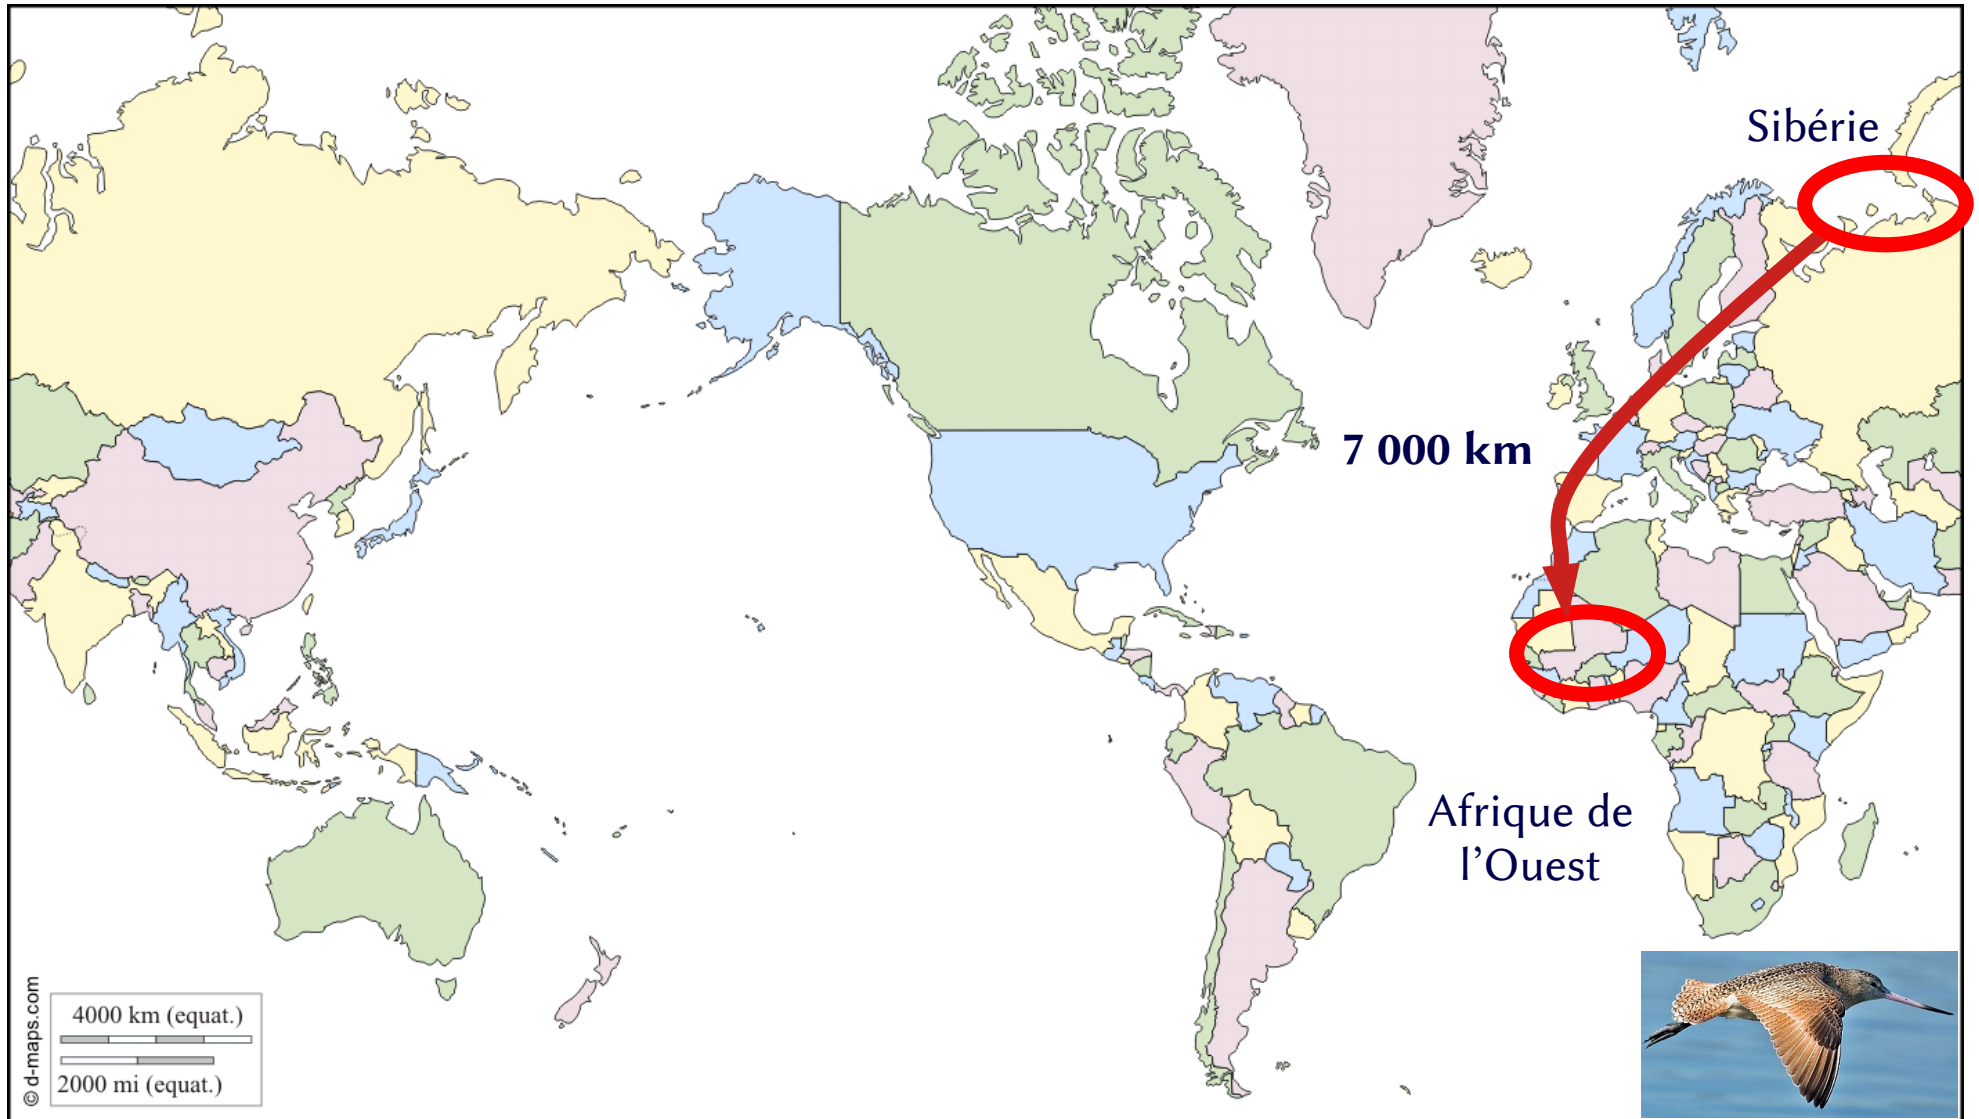 Sibérie
7 000 km
Afrique de
l'Ouest
4000 km (equat.)
2000 mi (equat.)
© d-maps.com